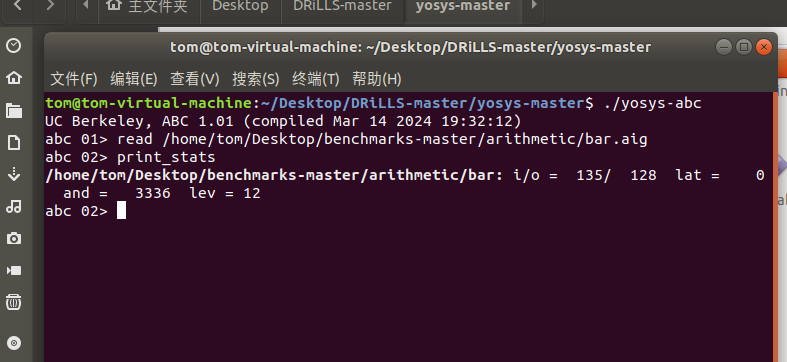 主文件夹 Desktop DRiLLS-master yosys-master
tom@tom-virtual-machine: ~/Desktop/DRiLLS-master/yosys-master
文件(F) 编辑(E) 查看(V) 搜索(S) 终端(T) 帮助(H)
tom@tom-virtual-machine:~/Desktop/DRiLLS-master/yosys-master$ ./yosys-abc
UC Berkeley, ABC 1.01 (compiled Mar 14 2024 19:32:12)
abc 01> read /home/tom/Desktop/benchmarks-master/arithmetic/bar.aig
abc 02> print_stats
/home/tom/Desktop/benchmarks-master/arithmetic/bar: i/o =  135/  128  lat =    0
  and =   3336  lev = 12
abc 02>